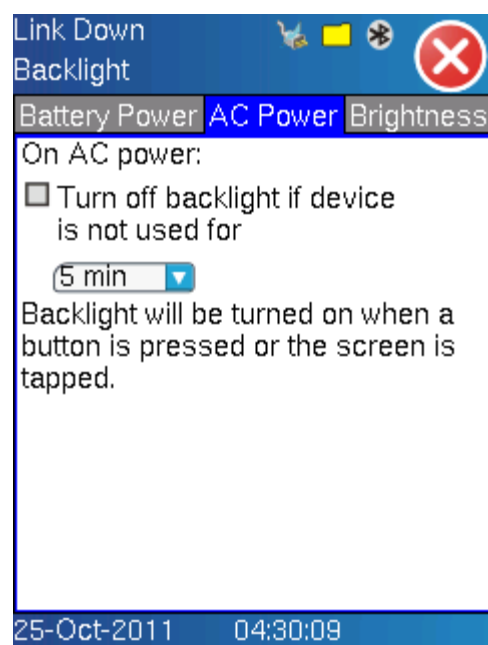 Link Down
Backlight
Battery Power AC Power Brightness
On AC power:
Turn off backlight if device
is not used for
5 min
Backlight will be turned on when a
button is pressed or the screen is
tapped.
25-Oct-2011 04:30:09